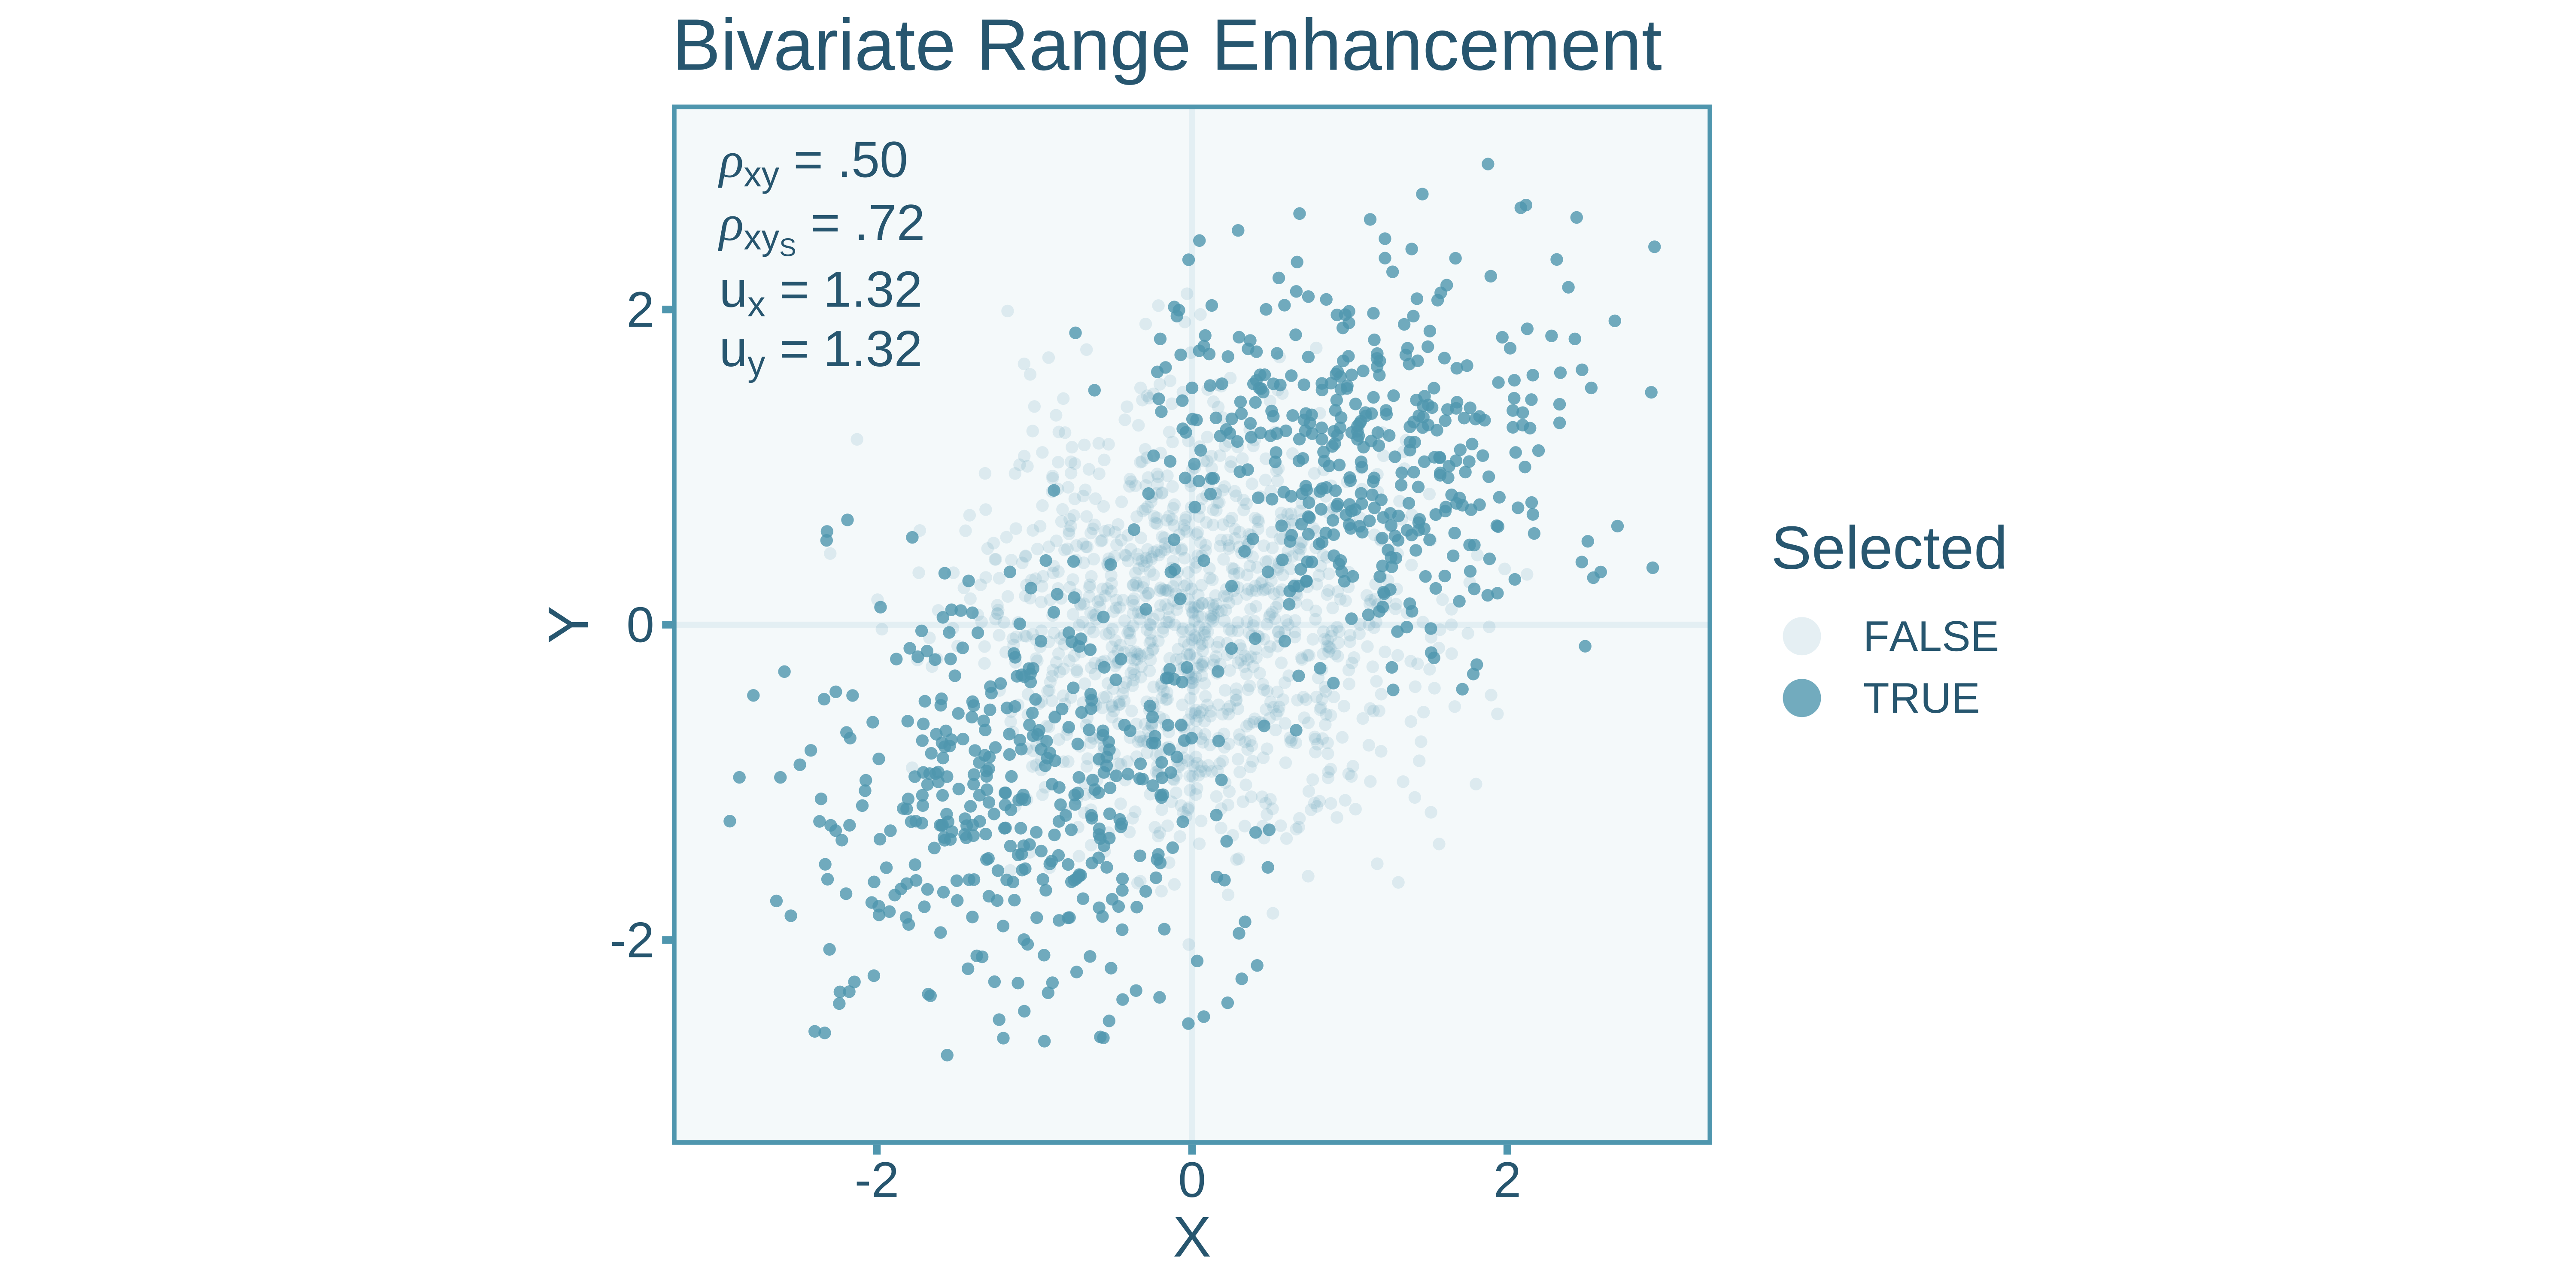 Bivariate Range Enhancement
ρxy = .50
ρxyS = .72
ux = 1.32
uy = 1.32
2
0
-2
Y
-2 0 2
X
Selected
FALSE
TRUE